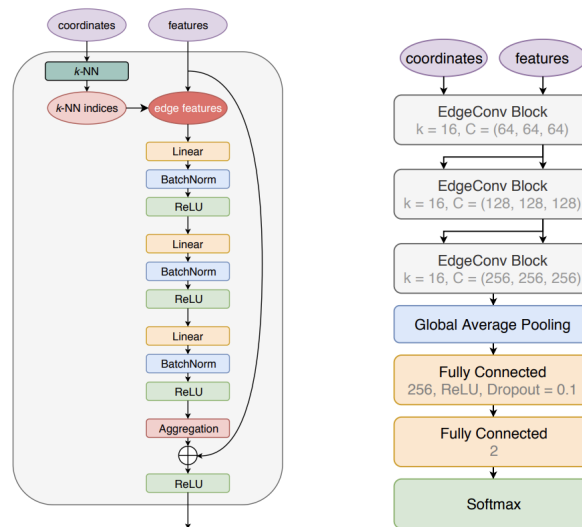 coordinates
features
k-NN
k-NN indices
edge features
Linear
BatchNorm
ReLU
Linear
BatchNorm
ReLU
Linear
BatchNorm
ReLU
Aggregation
ReLU
coordinates
features
EdgeConv Block
k = 16, C = (64, 64, 64)
EdgeConv Block
k = 16, C = (128, 128, 128)
EdgeConv Block
k = 16, C = (256, 256, 256)
Global Average Pooling
Fully Connected
256, ReLU, Dropout = 0.1
Fully Connected
2
Softmax